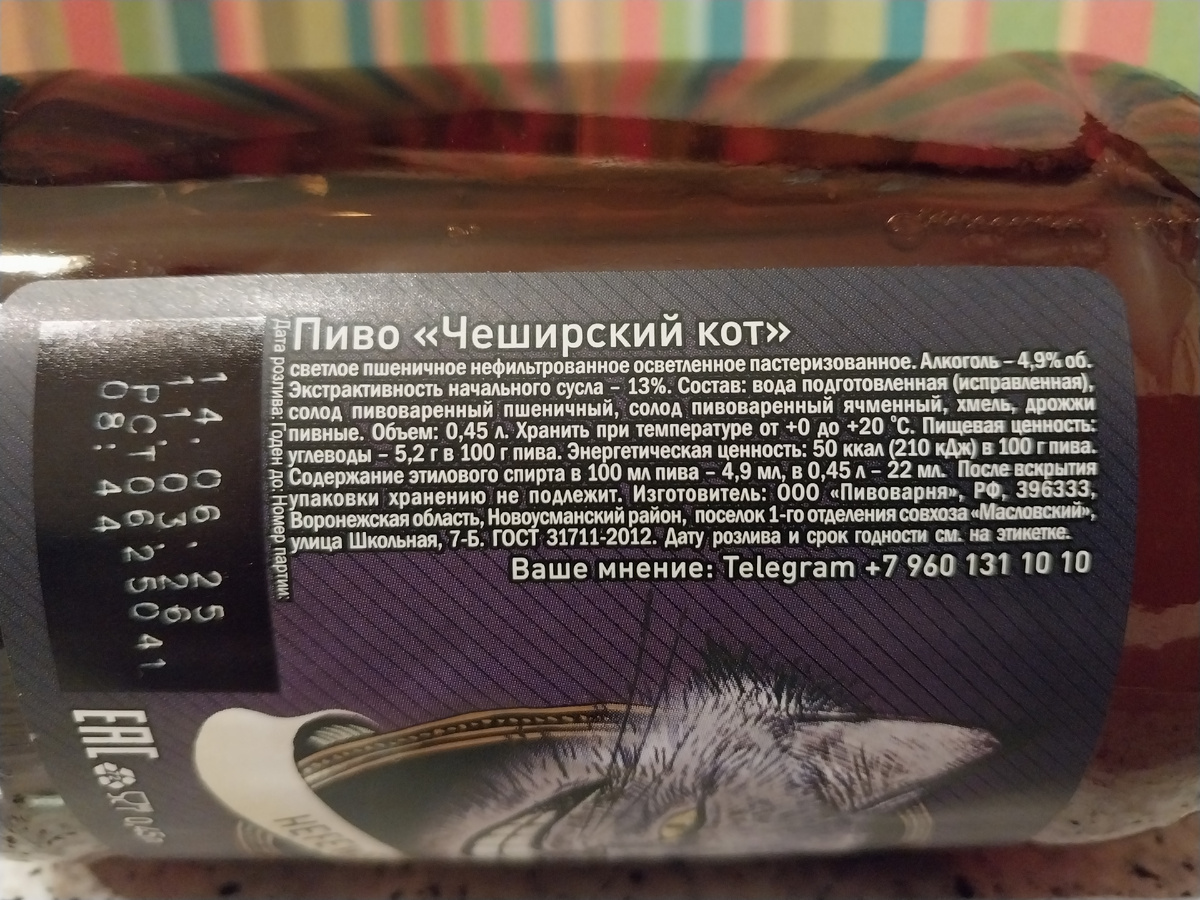 Пиво «Чеширский кот»
светлое пшеничное нефильтрованное осветленное пастеризованное. Алкоголь – 4,9% об.
Экстрактивность начального сусла – 13%. Состав: вода подготовленная (исправленная),
солод пивоваренный пшеничный, солод пивоваренный ячменный, хмель, дрожжи
пивные. Объем: 0,45 л. Хранить при температуре от +0 до +20 °С. Пищевая ценность:
углеводы – 5,2 г в 100 г пива. Энергетическая ценность: 50 ккал (210 кДж) в 100 г пива.
Содержание этилового спирта в 100 мл пива – 4,9 мл, в 0,45 л – 22 мл. После вскрытия
упаковки хранению не подлежит. Изготовитель: ООО «Пивоварня», РФ, 396333,
Воронежская область, Новоусманский район, поселок 1-го отделения совхоза «Масловский»,
улица Школьная, 7-Б. ГОСТ 31711-2012. Дату розлива и срок годности см. на этикетке.
Ваше мнение: Telegram +7 960 131 10 10
Дата розлива: Годен до: Номер партии:
14.06.25
11.03.26
РСТ0625041
08:44
EAC